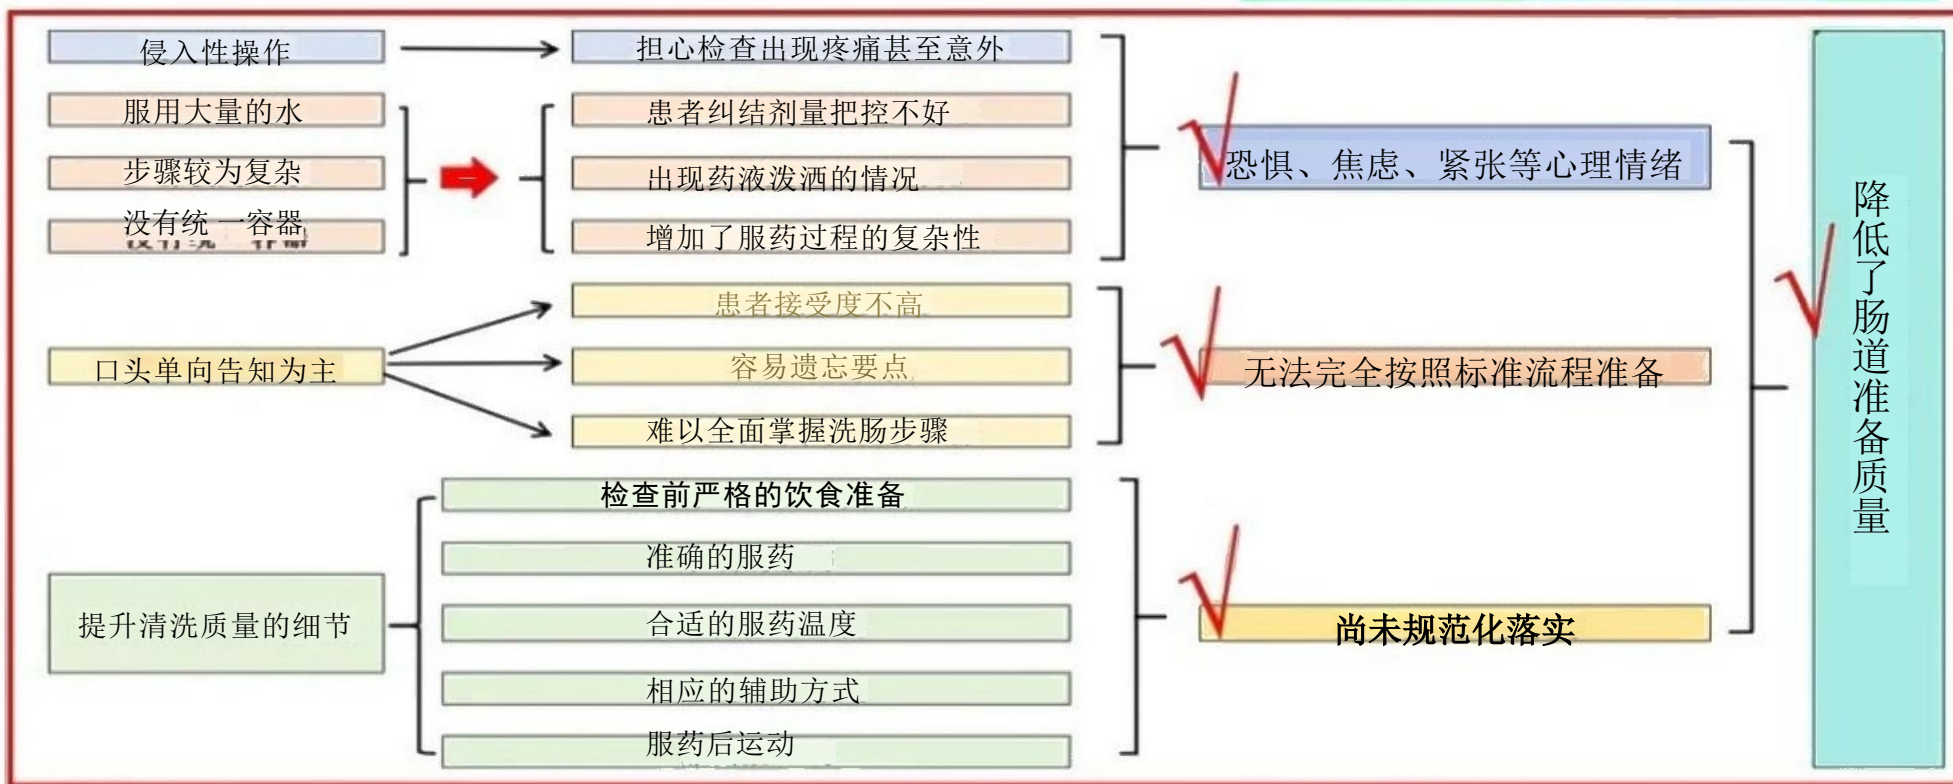 侵入性操作
担心检查出现疼痛甚至意外
服用大量的水
患者纠结剂量把控不好
步骤较为复杂
出现药液泼洒的情况
没有统一容器
增加了服药过程的复杂性
恐惧、焦虑、紧张等心理情绪
口头单向告知为主
患者接受度不高
容易遗忘要点
难以全面掌握洗肠步骤
无法完全按照标准流程准备
提升清洗质量的细节
检查前严格的饮食准备
准确的服药
合适的服药温度
相应的辅助方式
服药后运动
尚未规范化落实
降低了肠道准备质量